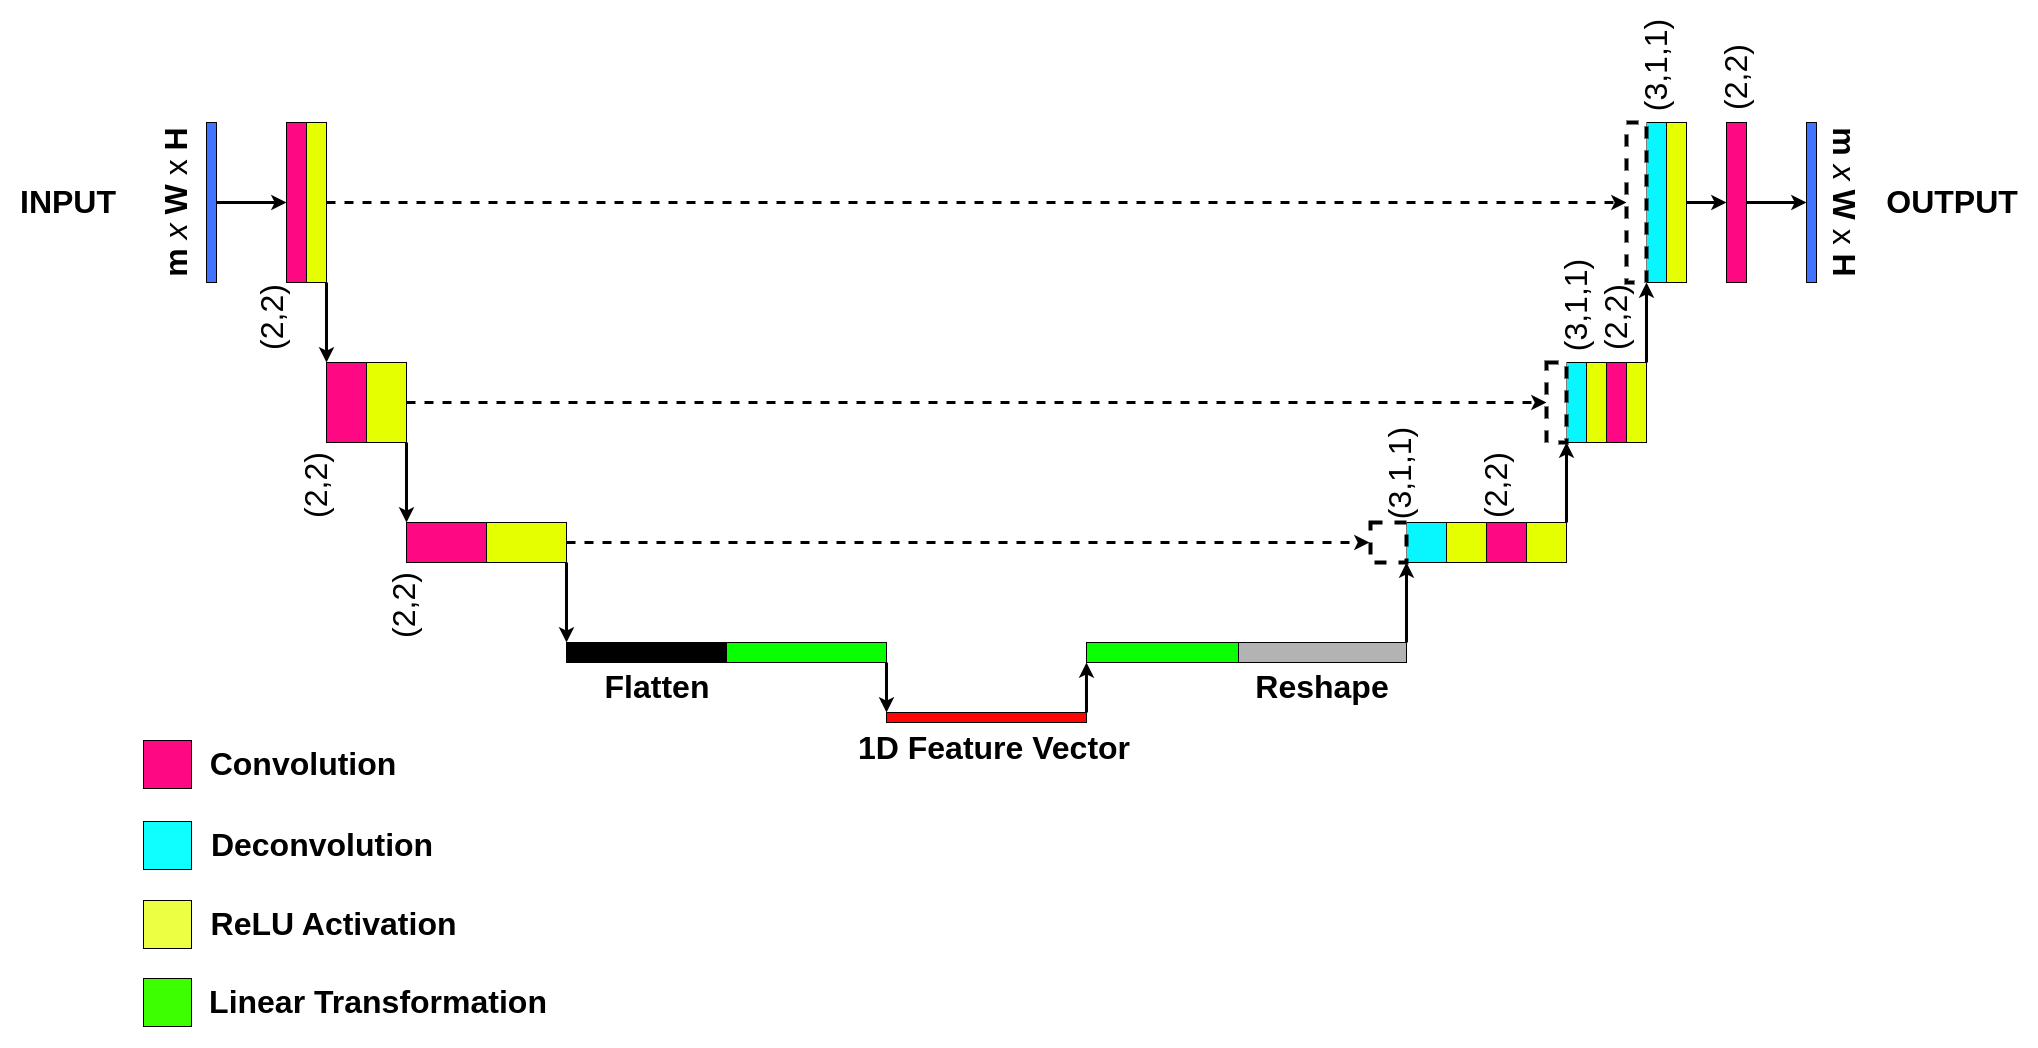 INPUT
m x W x H
(2,2)
(2,2)
(2,2)
Flatten
1D Feature Vector
Reshape
(3,1,1)
(2,2)
(3,1,1)
(2,2)
(3,1,1)
(2,2)
m x W x H
OUTPUT
Convolution
Deconvolution
ReLU Activation
Linear Transformation